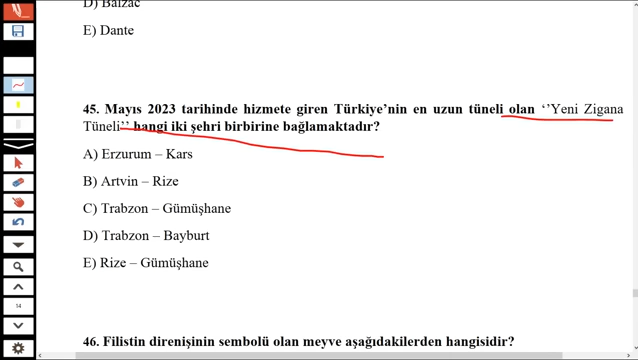 D) Balzac
E) Dante
45. Mayıs 2023 tarihinde hizmete giren Türkiye’nin en uzun tüneli olan ‘’Yeni Zigana
Tüneli’’ hangi iki şehri birbirine bağlamaktadır?
A) Erzurum – Kars
B) Artvin – Rize
C) Trabzon – Gümüşhane
D) Trabzon – Bayburt
E) Rize – Gümüşhane
14
46. Filistin direnişinin sembolü olan meyve aşağıdakilerden hangisidir?